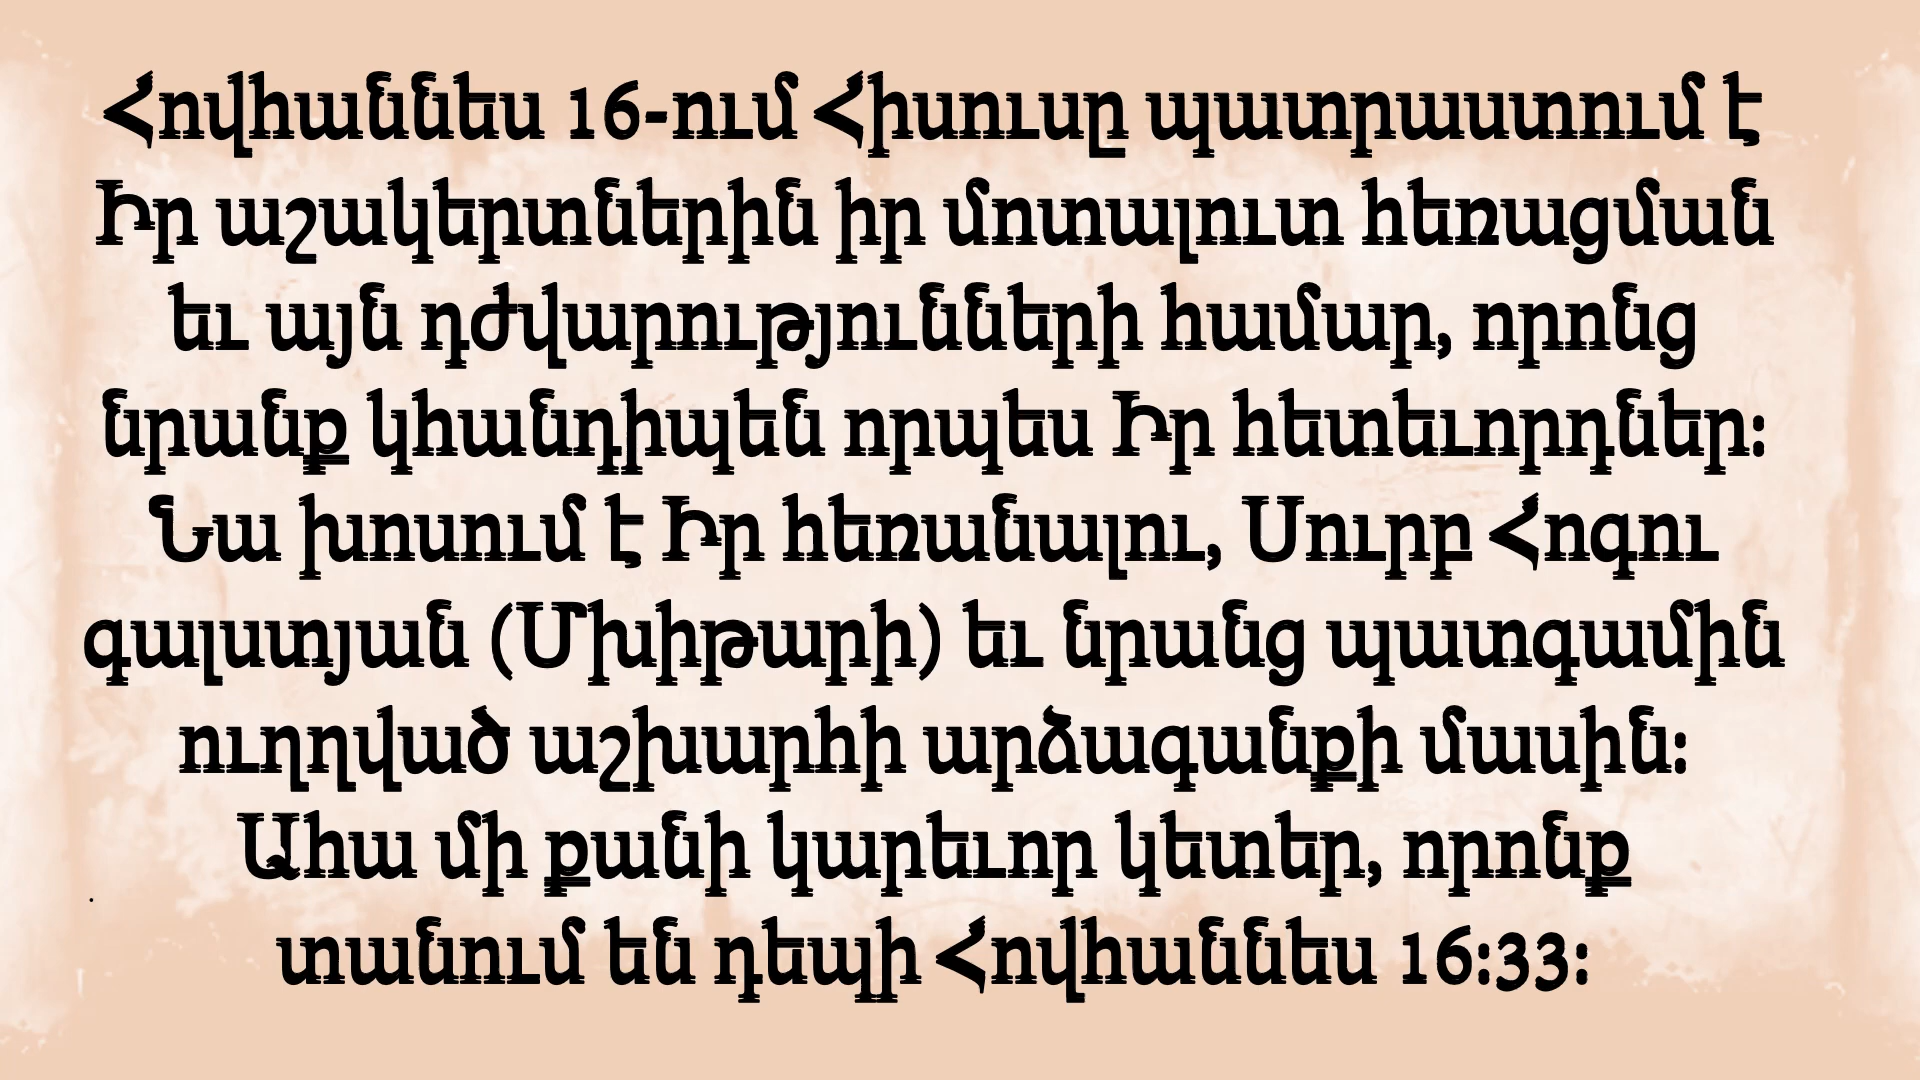 Հովհաննես 16-ում Հիսուսը պատրաստում է
Իր աշակերտներին իր մոտալուտ հեռացման
եւ այն դժվարությունների համար, որոնց
նրանք կհանդիպեն որպես Իր հետեւորդներ։
Նա խոսում է Իր հեռանալու, Սուրբ Հոգու
գալստյան (Մխիթարի) եւ նրանց պատգամին
ուղղված աշխարհի արձագանքի մասին։
Ահա մի քանի կարեւոր կետեր, որոնք
.
տանում են դեպի Հովհաննես 16:33։